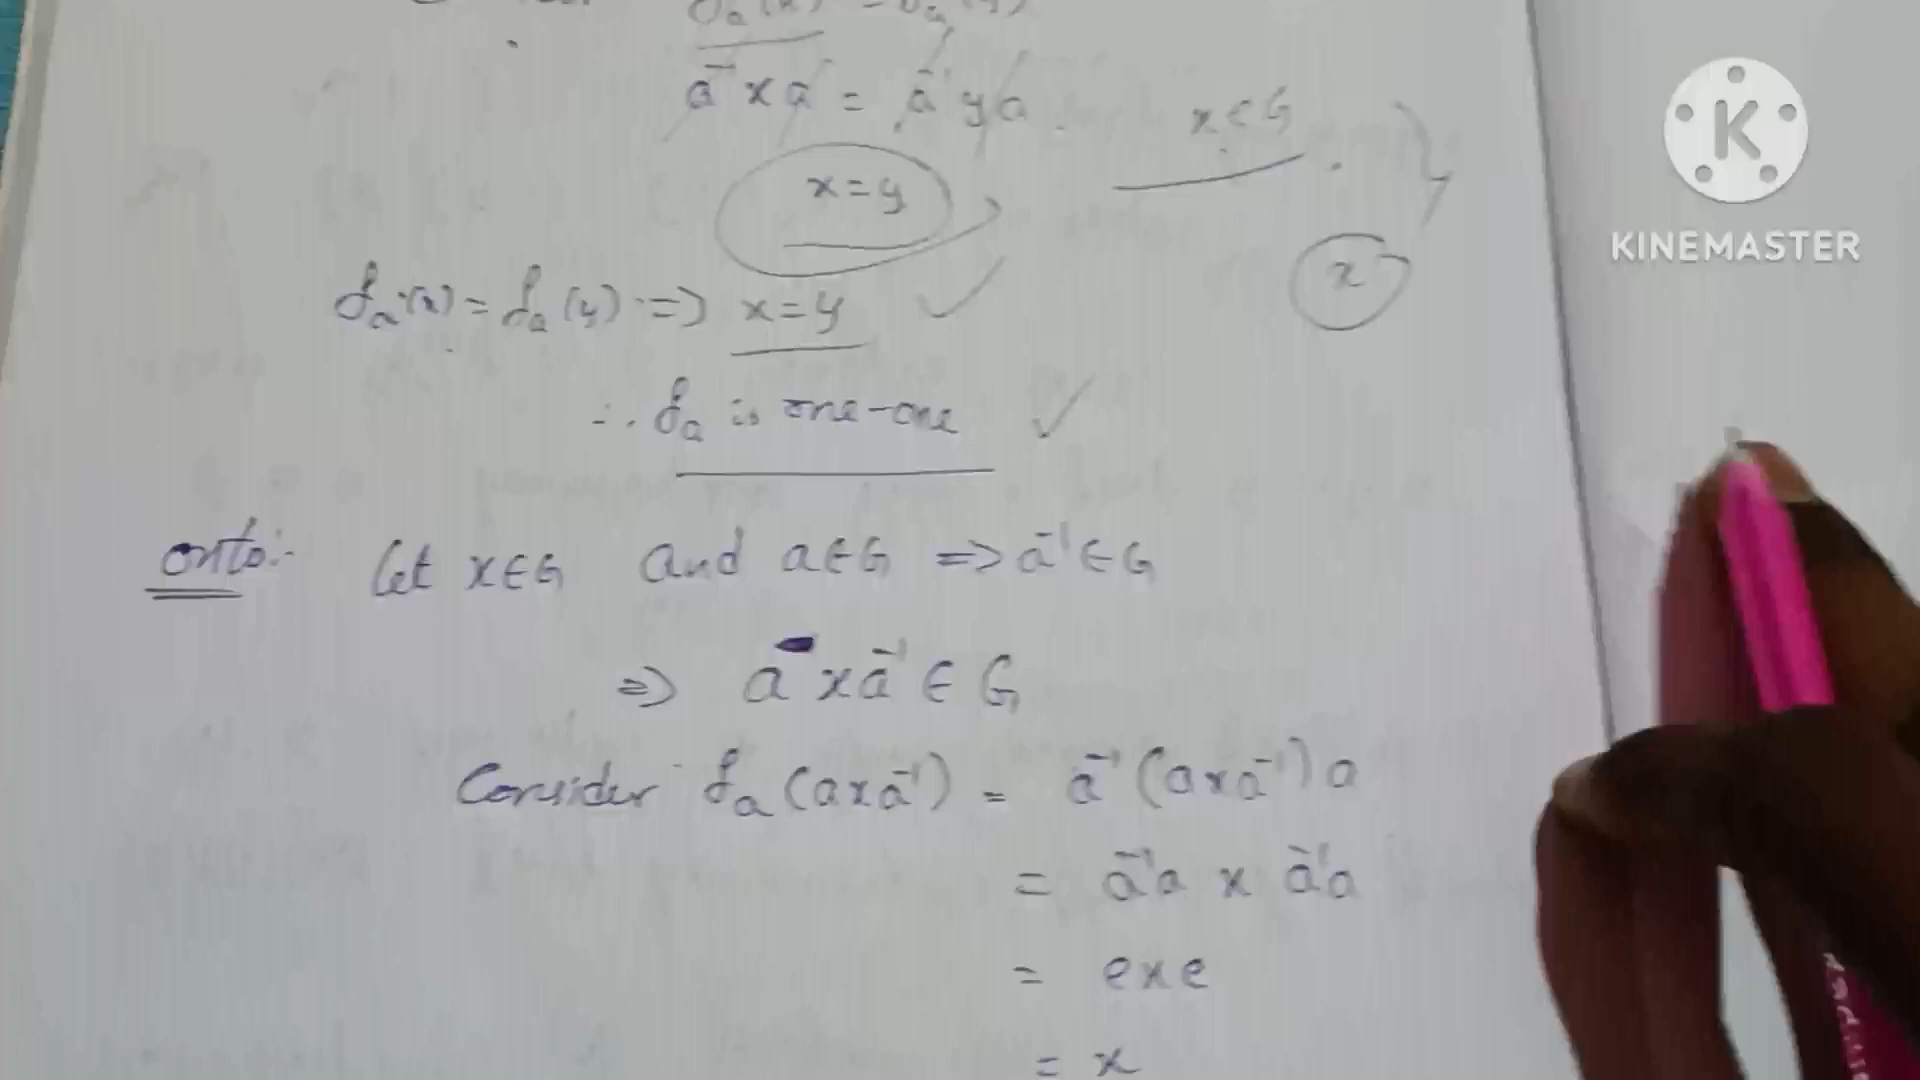 a⁻¹xa = a⁻¹ya
x∈G
x=y
x
fₐ(x) = fₐ(y) => x=y
∴ fₐ is one-one
onto:- let x∈G and a∈G => a⁻¹∈G
=> axa⁻¹ ∈ G
Consider fₐ(axa⁻¹) = a⁻¹(axa⁻¹)a
= a⁻¹a x a⁻¹a
= exe
= x
KINEMASTER